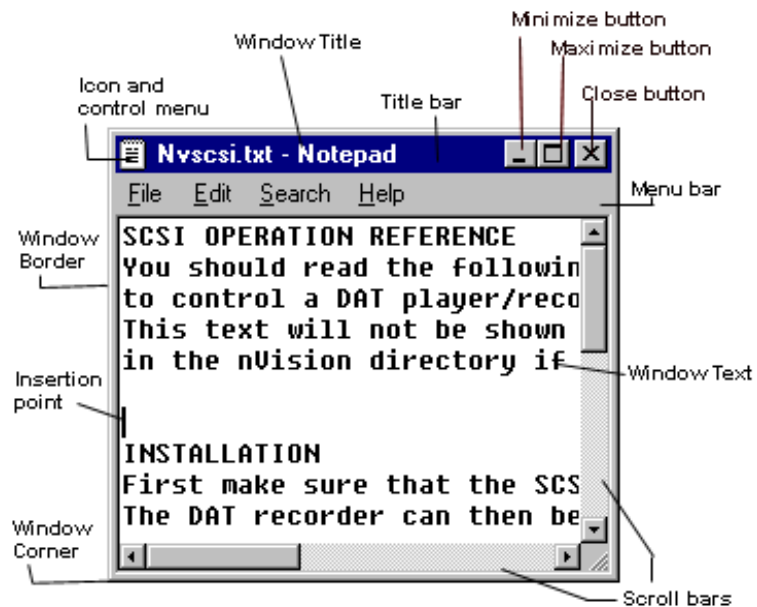 Minimize button
Window Title
Maximize button
Icon and
control menu
Title bar
Close button
Nvscsi.txt - Notepad
File Edit Search Help
Menu bar
Window
Border
SCSI OPERATION REFERENCE
You should read the followin
to control a DAT player/reco
This text will not be shown
in the nVision directory if
Window Text
Insertion
point
INSTALLATION
First make sure that the SCS
The DAT recorder can then be
Window
Corner
Scroll bars